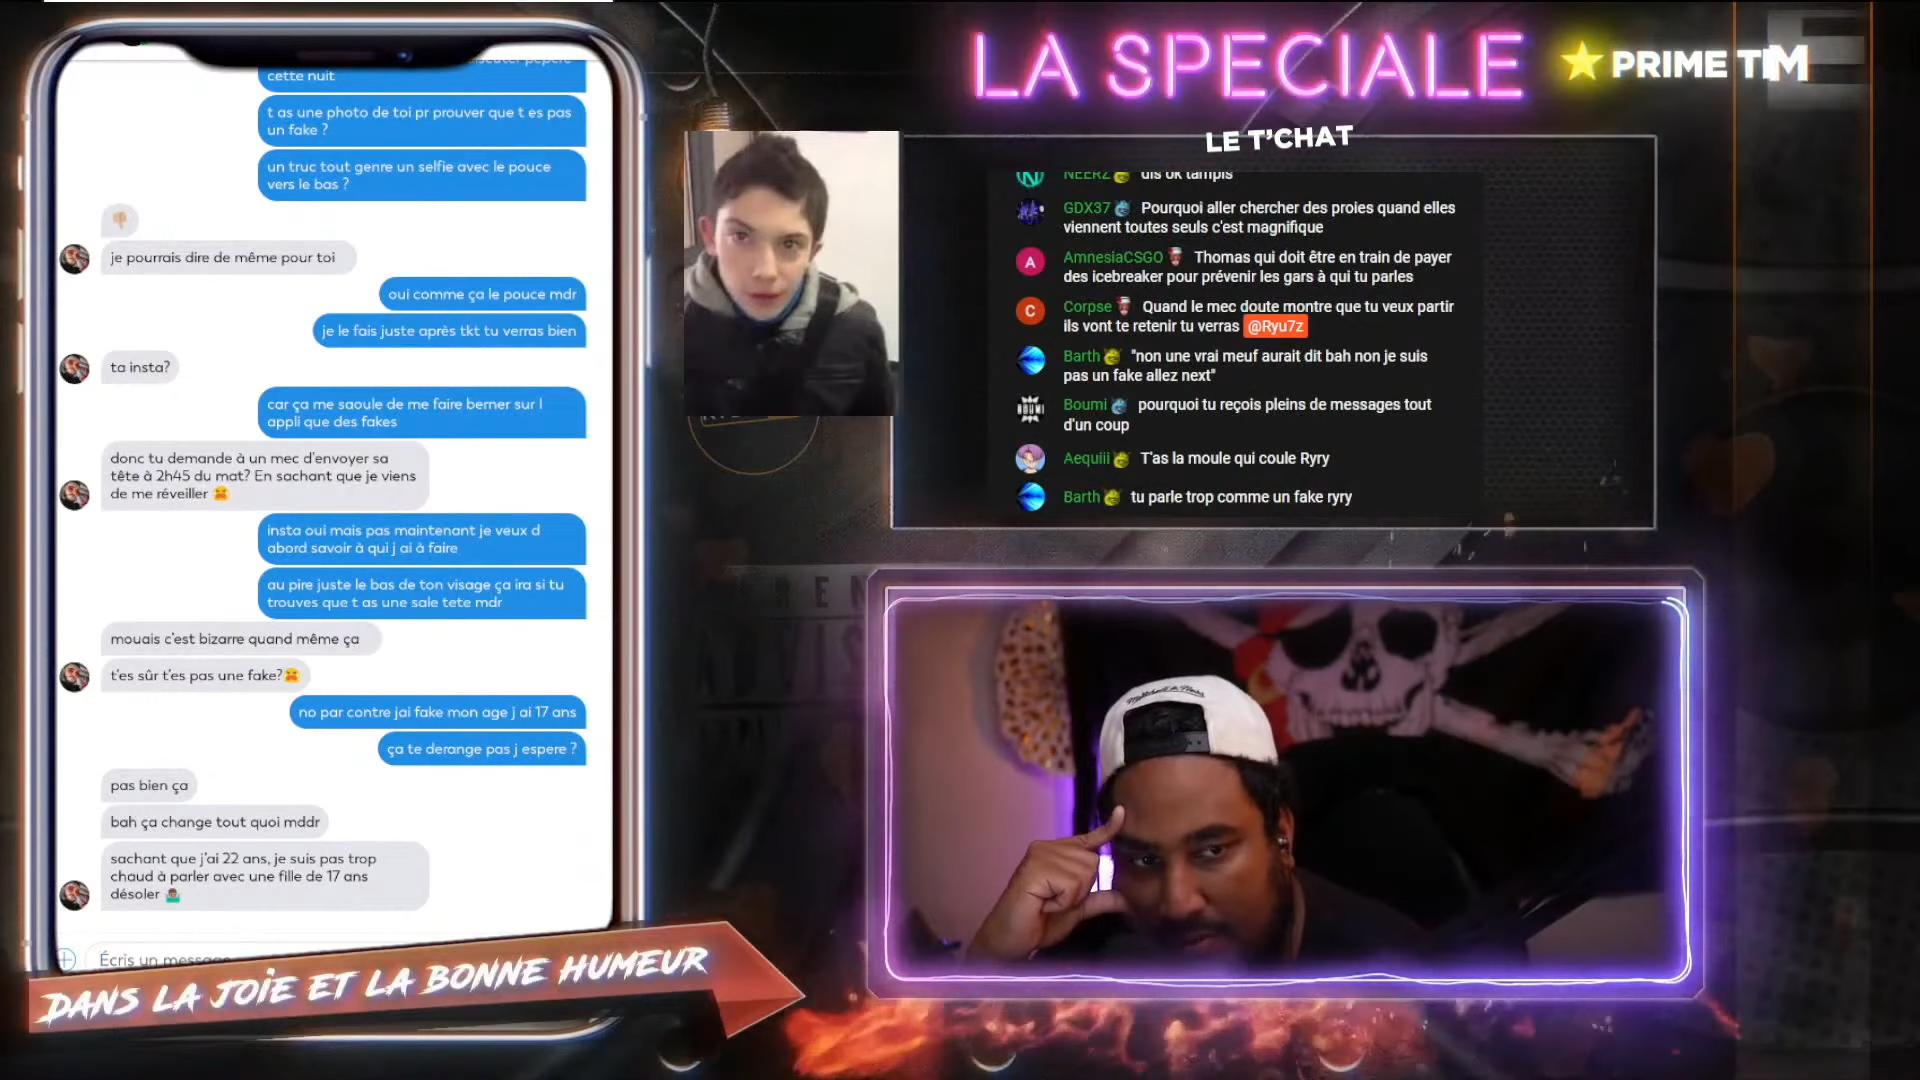 cette nuit
t as une photo de toi pr prouver que t es pas
un fake ?
un truc tout genre un selfie avec le pouce
vers le bas ?
je pourrais dire de même pour toi
oui comme ça le pouce mdr
je le fais juste après tkt tu verras bien
ta insta?
car ça me saoule de me faire berner sur l
appli que des fakes
donc tu demande à un mec d'envoyer sa
tête à 2h45 du mat? En sachant que je viens
de me réveiller
insta oui mais pas maintenant je veux d
abord savoir à qui j ai à faire
au pire juste le bas de ton visage ça ira si tu
trouves que t as une sale tete mdr
mouais c'est bizarre quand même ça
t'es sûr t'es pas une fake?
no par contre jai fake mon age j ai 17 ans
ça te derange pas j espere ?
pas bien ça
bah ça change tout quoi mddr
sachant que j'ai 22 ans, je suis pas trop
chaud à parler avec une fille de 17 ans
désoler
Écris un message
DANS LA JOIE ET LA BONNE HUMEUR
LA SPECIALE
PRIME TIM
LE T'CHAT
NEERZ dis ok tampis
GDX37 Pourquoi aller chercher des proies quand elles
viennent toutes seuls c'est magnifique
A AmnesiaCSGO Thomas qui doit être en train de payer
des icebreaker pour prévenir les gars à qui tu parles
C Corpse Quand le mec doute montre que tu veux partir
ils vont te retenir tu verras @Ryu7z
Barth "non une vrai meuf aurait dit bah non je suis
pas un fake allez next"
Boumi pourquoi tu reçois pleins de messages tout
d'un coup
Aequiii T'as la moule qui coule Ryry
Barth tu parle trop comme un fake ryry